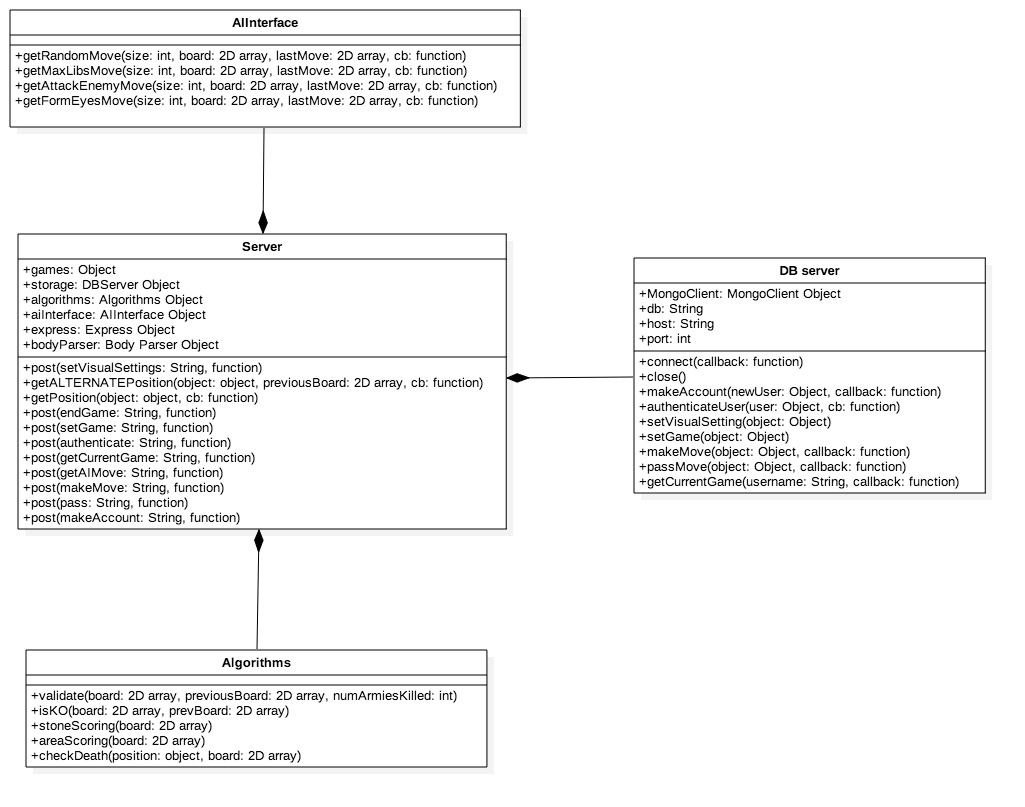 AIInterface
+getRandomMove(size: int, board: 2D array, lastMove: 2D array, cb: function)
+getMaxLibsMove(size: int, board: 2D array, lastMove: 2D array, cb: function)
+getAttackEnemyMove(size: int, board: 2D array, lastMove: 2D array, cb: function)
+getFormEyesMove(size: int, board: 2D array, lastMove: 2D array, cb: function)
Server
+games: Object
+storage: DBServer Object
+algorithms: Algorithms Object
+aiInterface: AIInterface Object
+express: Express Object
+bodyParser: Body Parser Object
+post(setVisualSettings: String, function)
+getALTERNATEPosition(object: object, previousBoard: 2D array, cb: function)
+getPosition(object: object, cb: function)
+post(endGame: String, function)
+post(setGame: String, function)
+post(authenticate: String, function)
+post(getCurrentGame: String, function)
+post(getAIMove: String, function)
+post(makeMove: String, function)
+post(pass: String, function)
+post(makeAccount: String, function)
DB server
+MongoClient: MongoClient Object
+db: String
+host: String
+port: int
+connect(callback: function)
+close()
+makeAccount(newUser: Object, callback: function)
+authenticateUser(user: Object, cb: function)
+setVisualSetting(object: Object)
+setGame(object: Object)
+makeMove(object: Object, callback: function)
+passMove(object: Object, callback: function)
+getCurrentGame(username: String, callback: function)
Algorithms
+validate(board: 2D array, previousBoard: 2D array, numArmiesKilled: int)
+isKO(board: 2D array, prevBoard: 2D array)
+stoneScoring(board: 2D array)
+areaScoring(board: 2D array)
+checkDeath(position: object, board: 2D array)